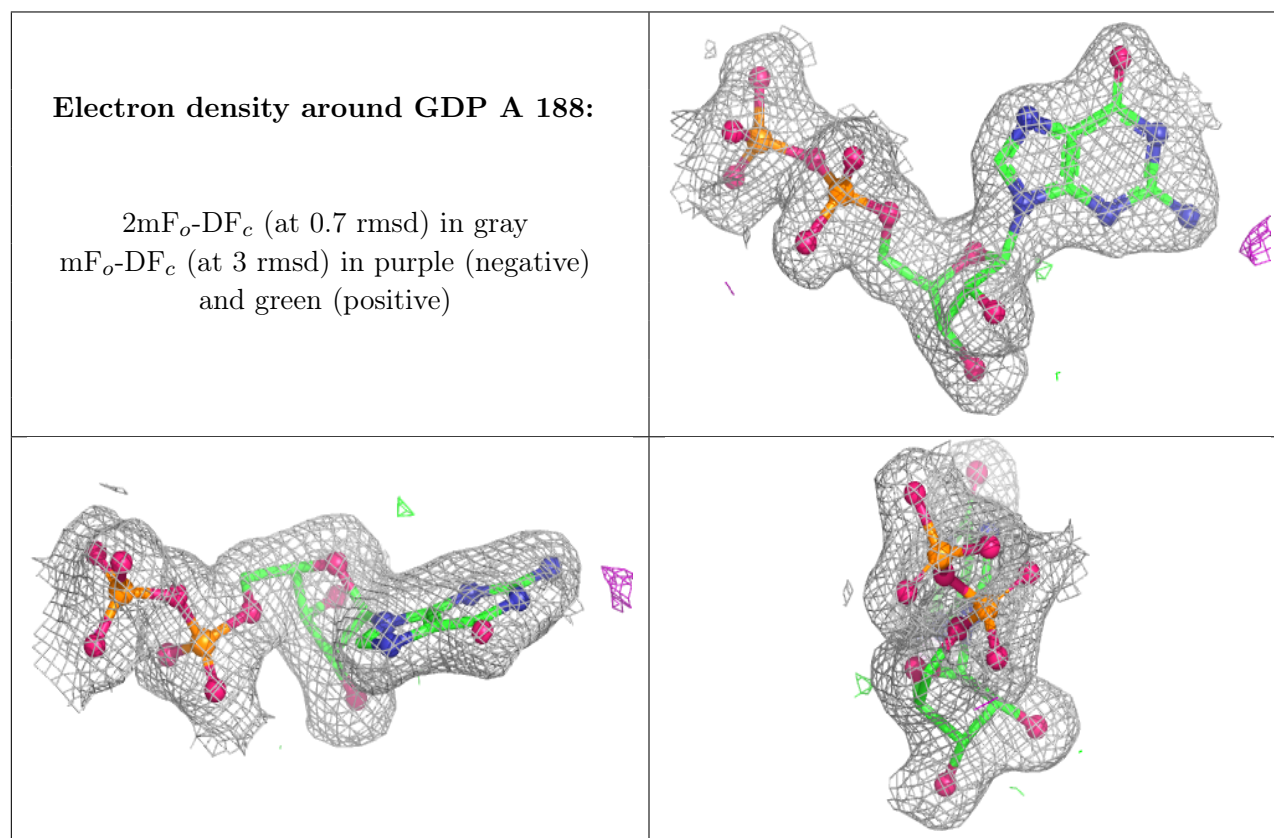 Electron density around GDP A 188:
2mFₒ-DF𝒸 (at 0.7 rmsd) in gray
mFₒ-DF𝒸 (at 3 rmsd) in purple (negative)
and green (positive)